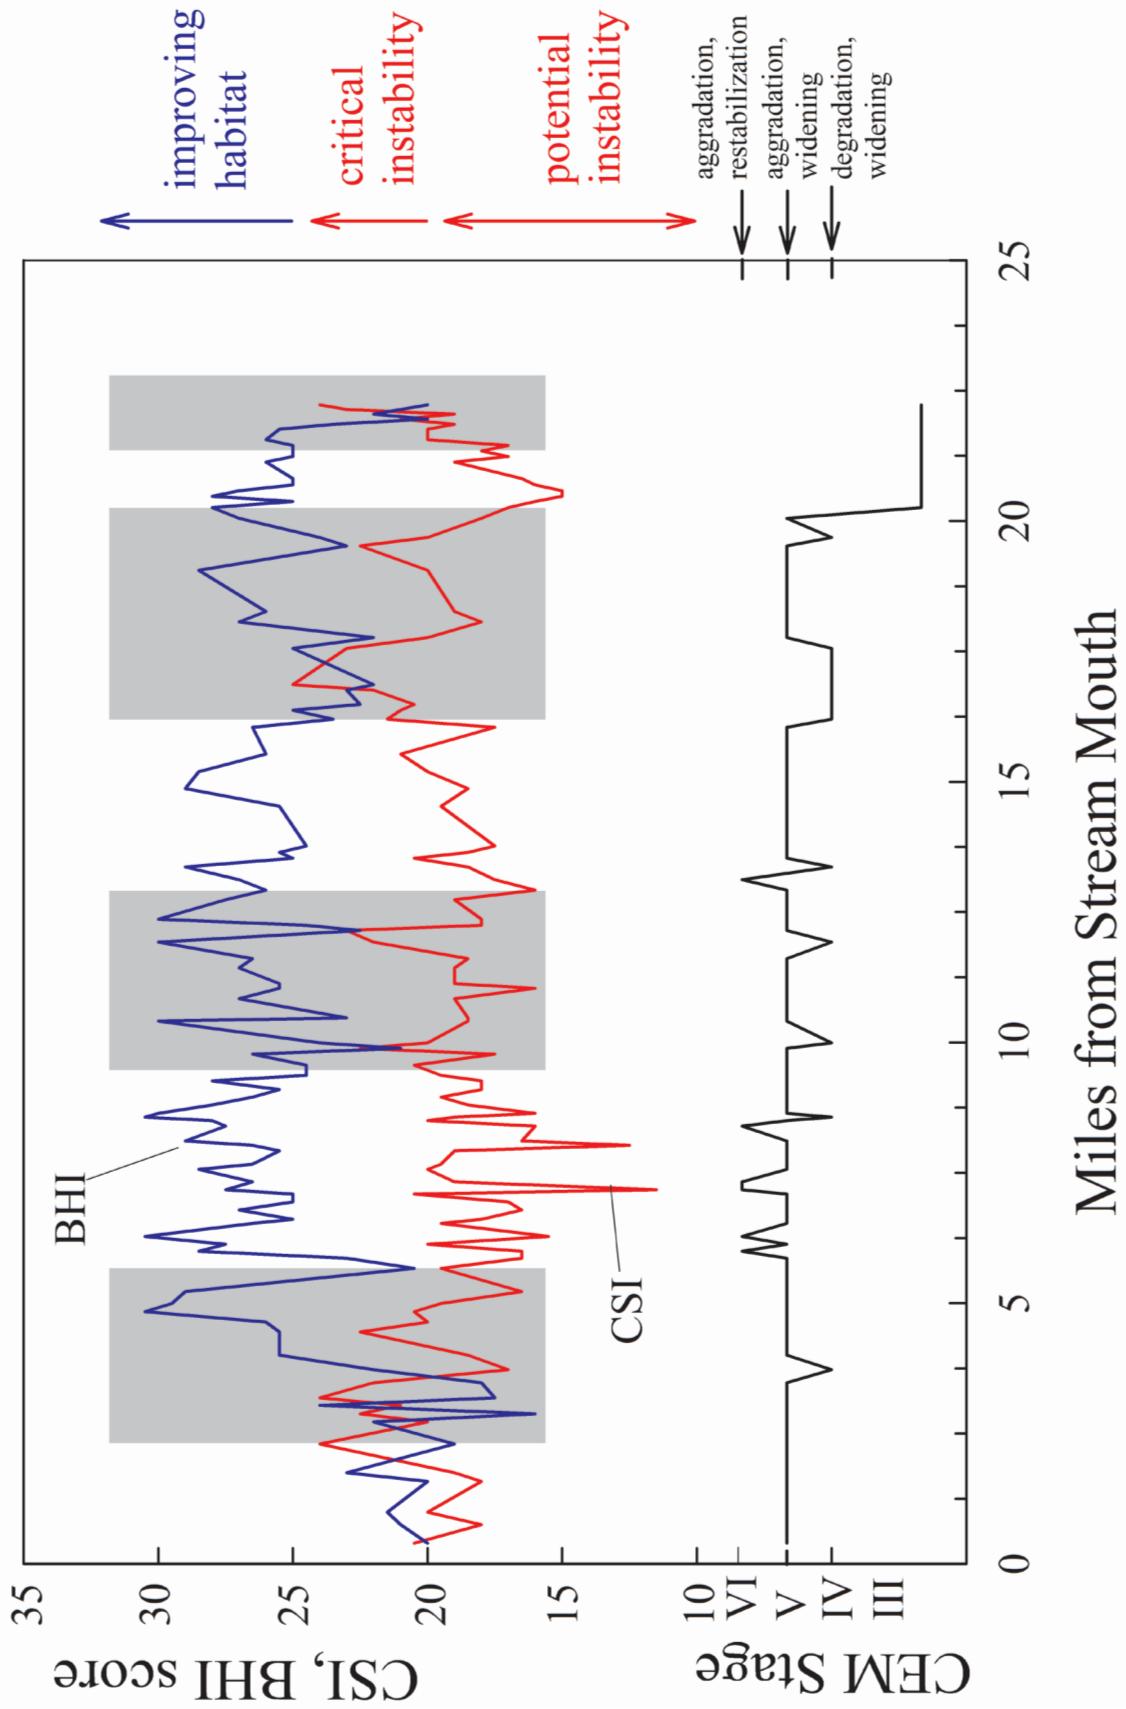 CSI, BHI score
35
30
25
20
15
10
CEM Stage
VI
V
IV
III
BHI
CSI
improving
habitat
critical
instability
potential
instability
aggradation,
restabilization
aggradation,
widening
degradation,
widening
0
5
10
15
20
25
Miles from Stream Mouth